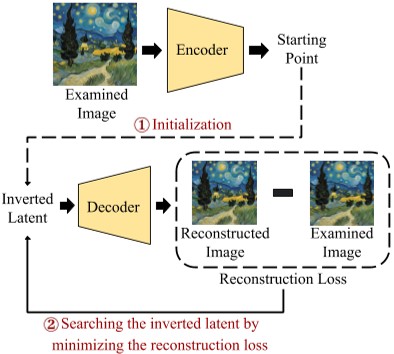 Encoder
Starting
Point
Examined
Image
① Initialization
Inverted
Latent
Decoder
Reconstructed
Image
Examined
Image
Reconstruction Loss
② Searching the inverted latent by
minimizing the reconstruction loss